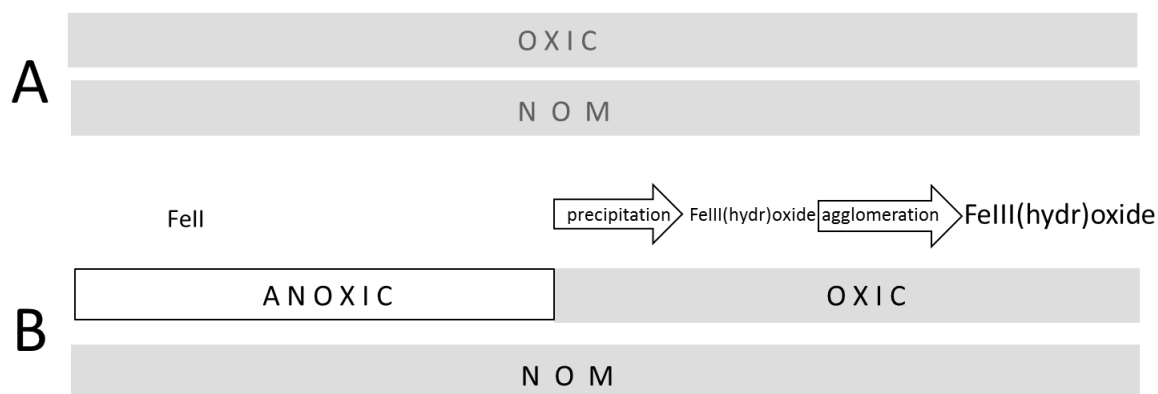 OXIC
A
NOM
FeII precipitation FeIII(hydr)oxide agglomeration FeIII(hydr)oxide
ANOXIC OXIC
B
NOM